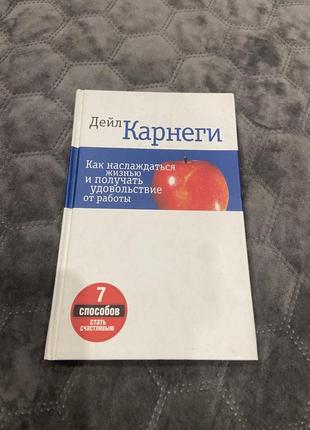 Дейл
Карнеги
Как наслаждаться
жизнью
и получать
удовольствие
от работы
7
способов
стать
счастливым